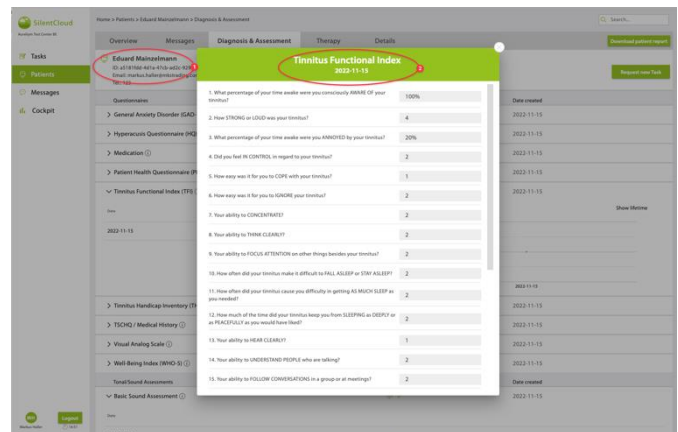 SilentCloud
Home > Patients > Eduard Mainzelmann > Diagnosis & Assessment
Search...
Overview
Messages
Diagnosis & Assessment
Therapy
Details
Download patient report
Tasks
Patients
Messages
Cockpit
Eduard Mainzelmann
Request new Task
Questionnaires
Date created
General Anxiety Disorder (GAD-
2022-11-15
Hyperacusis Questionnaire (HQ
2022-11-15
Medication
2022-11-15
Patient Health Questionnaire (P
2022-11-15
Tinnitus Functional Index (TFI)
2022-11-15
Date
Show lifetime
2022-11-15
2022-11-15
Tinnitus Handicap Inventory (TH
2022-11-15
TSCHQ / Medical History
2022-11-15
Visual Analog Scale
2022-11-15
Well-Being Index (WHO-5)
2022-11-15
Tonal/Sound Assessments
Date created
Basic Sound Assessment
2022-11-15
Date
Logout
Tinnitus Functional Index
2022-11-15
1. What percentage of your time awake were you consciously AWARE OF your
tinnitus?
100%
2. How STRONG or LOUD was your tinnitus?
4
3. What percentage of your time awake were you ANNOYED by your tinnitus?
20%
4. Did you feel IN CONTROL in regard to your tinnitus?
2
5. How easy was it for you to COPE with your tinnitus?
1
6. How easy was it for you to IGNORE your tinnitus?
2
7. Your ability to CONCENTRATE?
2
8. Your ability to THINK CLEARLY?
2
9. Your ability to FOCUS ATTENTION on other things besides your tinnitus?
2
10. How often did your tinnitus make it difficult to FALL ASLEEP or STAY ASLEEP?
2
11. How often did your tinnitus cause you difficulty in getting AS MUCH SLEEP as
you needed?
2
12. How much of the time did your tinnitus keep you from SLEEPING as DEEPLY or
as PEACEFULLY as you would have liked?
2
13. Your ability to HEAR CLEARLY?
1
14. Your ability to UNDERSTAND PEOPLE who are talking?
2
15. Your ability to FOLLOW CONVERSATIONS in a group or at meetings?
2